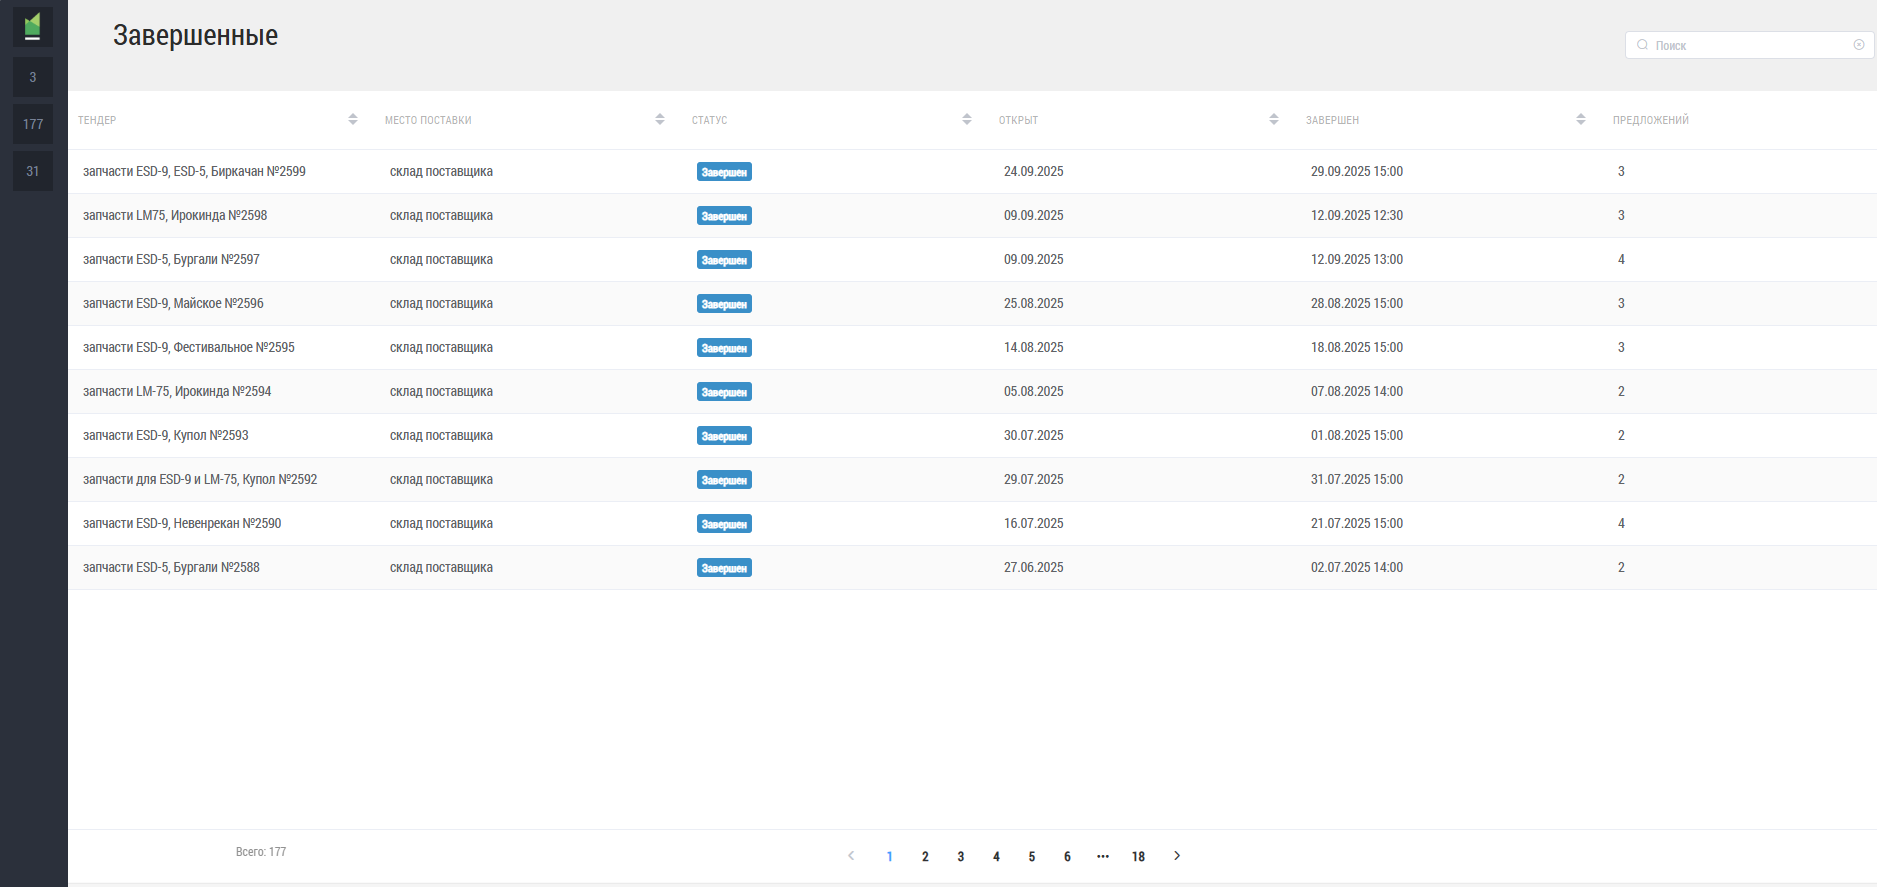 Завершенные
Поиск
3
177
31
ТЕНДЕР МЕСТО ПОСТАВКИ СТАТУС ОТКРЫТ ЗАВЕРШЕН ПРЕДЛОЖЕНИЙ
запчасти ESD-9, ESD-5, Биркачан №2599 склад поставщика Завершен 24.09.2025 29.09.2025 15:00 3
запчасти LM75, Ирокинда №2598 склад поставщика Завершен 09.09.2025 12.09.2025 12:30 3
запчасти ESD-5, Бургали №2597 склад поставщика Завершен 09.09.2025 12.09.2025 13:00 4
запчасти ESD-9, Майское №2596 склад поставщика Завершен 25.08.2025 28.08.2025 15:00 3
запчасти ESD-9, Фестивальное №2595 склад поставщика Завершен 14.08.2025 18.08.2025 15:00 3
запчасти LM-75, Ирокинда №2594 склад поставщика Завершен 05.08.2025 07.08.2025 14:00 2
запчасти ESD-9, Купол №2593 склад поставщика Завершен 30.07.2025 01.08.2025 15:00 2
запчасти для ESD-9 и LM-75, Купол №2592 склад поставщика Завершен 29.07.2025 31.07.2025 15:00 2
запчасти ESD-9, Невенрекан №2590 склад поставщика Завершен 16.07.2025 21.07.2025 15:00 4
запчасти ESD-5, Бургали №2588 склад поставщика Завершен 27.06.2025 02.07.2025 14:00 2
Всего: 177 1 2 3 4 5 6 ••• 18